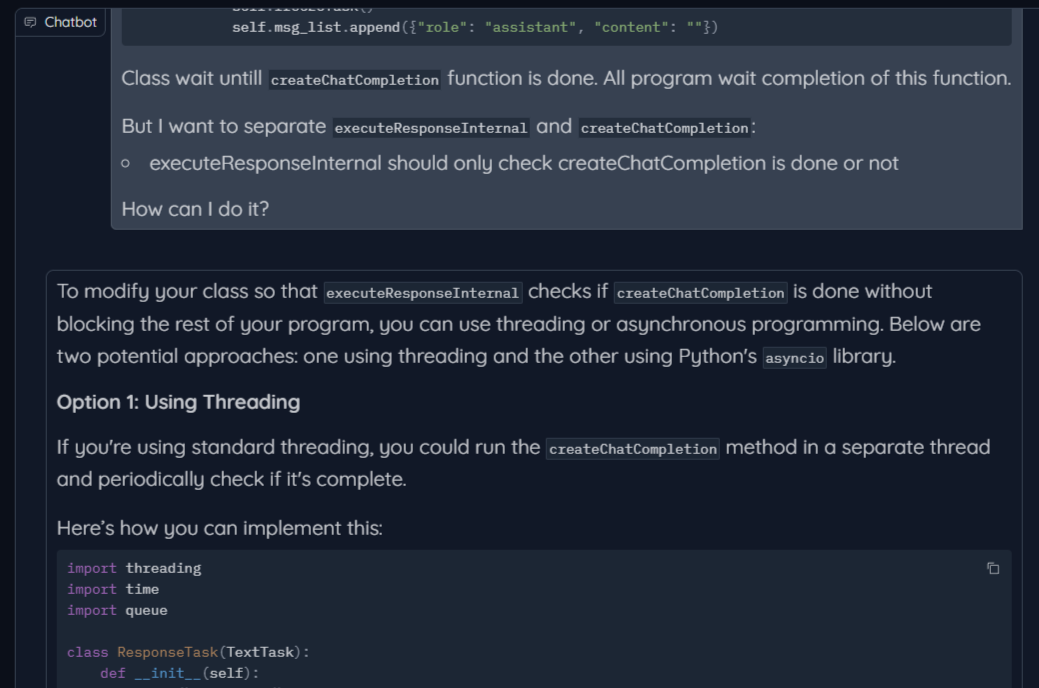 Chatbot
self.msg_list.append({"role": "assistant", "content": ""})
Class wait untill createChatCompletion function is done. All program wait completion of this function.
But I want to separate executeResponseInternal and createChatCompletion:
executeResponseInternal should only check createChatCompletion is done or not
How can I do it?
To modify your class so that executeResponseInternal checks if createChatCompletion is done without
blocking the rest of your program, you can use threading or asynchronous programming. Below are
two potential approaches: one using threading and the other using Python's asyncio library.
Option 1: Using Threading
If you're using standard threading, you could run the createChatCompletion method in a separate thread
and periodically check if it's complete.
Here's how you can implement this:
import threading
import time
import queue
class ResponseTask(TextTask):
def __init__(self):